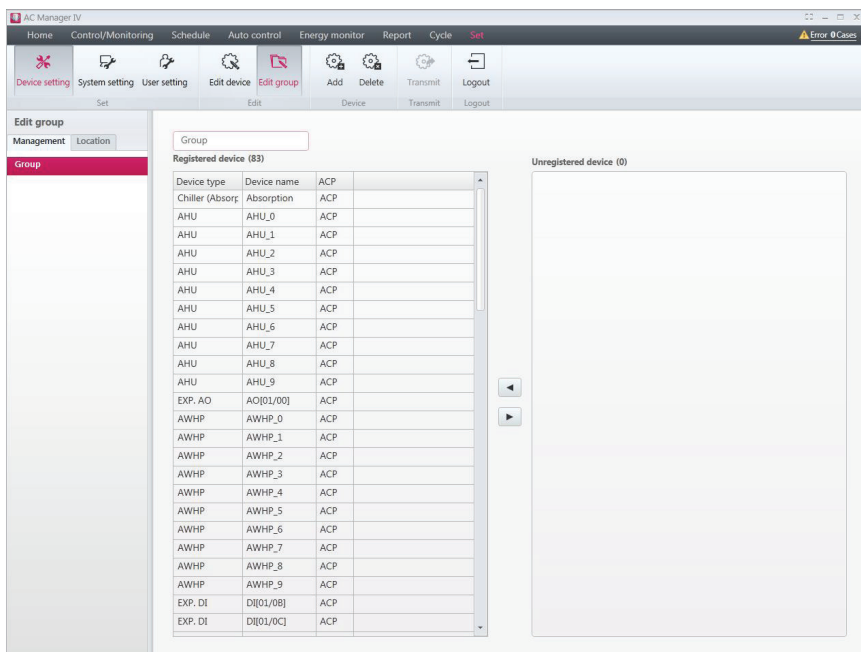 AC Manager IV
Home Control/Monitoring Schedule Auto control Energy monitor Report Cycle Set Error 0 Cases
Device setting System setting User setting Edit device Edit group Add Delete Transmit Logout
Set Edit Device Transmit Logout
Edit group
Management Location
Group
Group
Registered device (83)
Unregistered device (0)
Device type Device name ACP
Chiller (Absorp Absorption ACP
AHU AHU_0 ACP
AHU AHU_1 ACP
AHU AHU_2 ACP
AHU AHU_3 ACP
AHU AHU_4 ACP
AHU AHU_5 ACP
AHU AHU_6 ACP
AHU AHU_7 ACP
AHU AHU_8 ACP
AHU AHU_9 ACP
EXP. AO AO[01/00] ACP
AWHP AWHP_0 ACP
AWHP AWHP_1 ACP
AWHP AWHP_2 ACP
AWHP AWHP_3 ACP
AWHP AWHP_4 ACP
AWHP AWHP_5 ACP
AWHP AWHP_6 ACP
AWHP AWHP_7 ACP
AWHP AWHP_8 ACP
AWHP AWHP_9 ACP
EXP. DI DI[01/0B] ACP
EXP. DI DI[01/0C] ACP